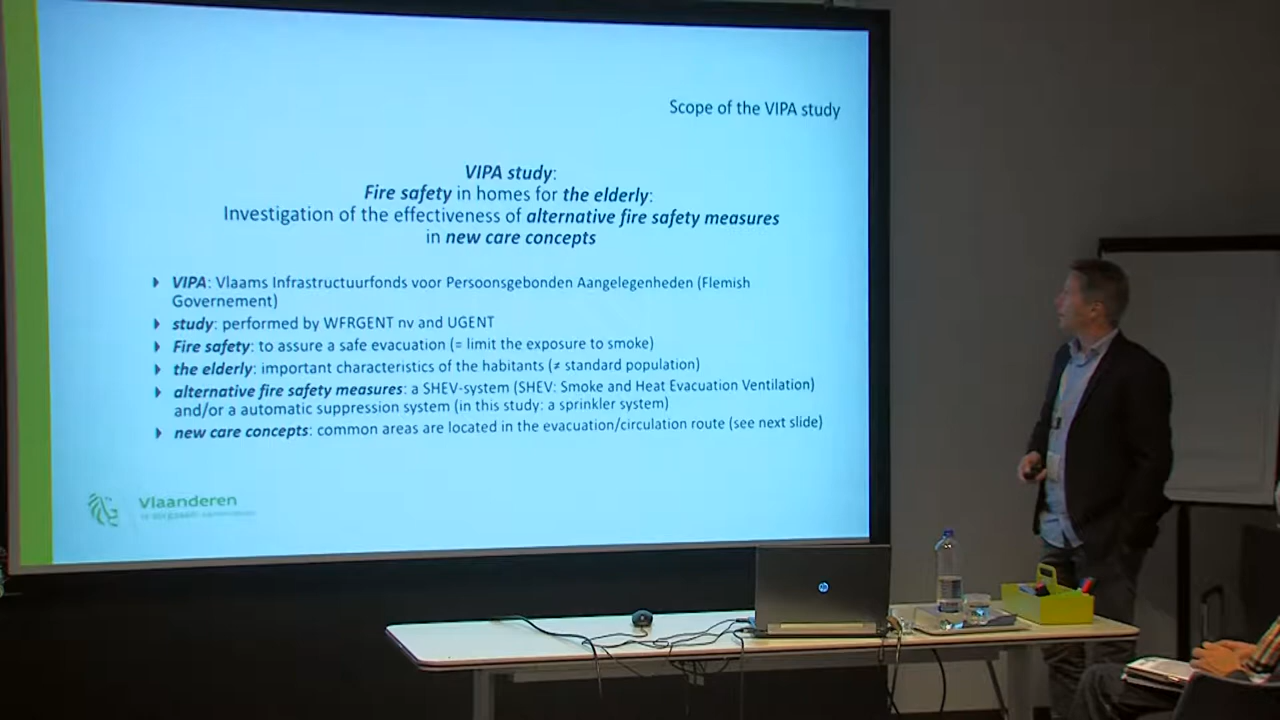 Scope of the VIPA study
VIPA study:
Fire safety in homes for the elderly:
Investigation of the effectiveness of alternative fire safety measures
in new care concepts
VIPA: Vlaams Infrastructuurfonds voor Persoonsgebonden Aangelegenheden (Flemish
Governement)
study: performed by WFRGENT nv and UGENT
Fire safety: to assure a safe evacuation (= limit the exposure to smoke)
the elderly: important characteristics of the habitants (≠ standard population)
alternative fire safety measures: a SHEV-system (SHEV: Smoke and Heat Evacuation Ventilation)
and/or a automatic suppression system (in this study: a sprinkler system)
new care concepts: common areas are located in the evacuation/circulation route (see next slide)
Vlaanderen
hp